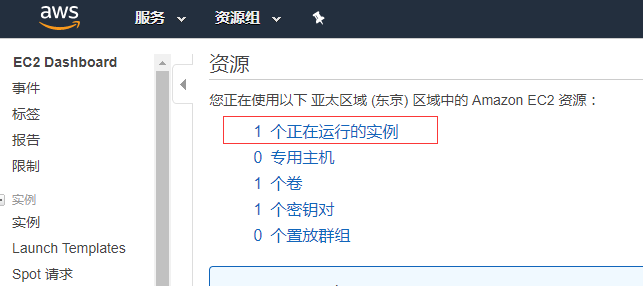 aws 服务 资源组
EC2 Dashboard
事件
标签
报告
限制
实例
实例
Launch Templates
Spot 请求
资源
您正在使用以下 亚太区域 (东京) 区域中的 Amazon EC2 资源：
1 个正在运行的实例
0 专用主机
1 个卷
1 个密钥对
0 个置放群组